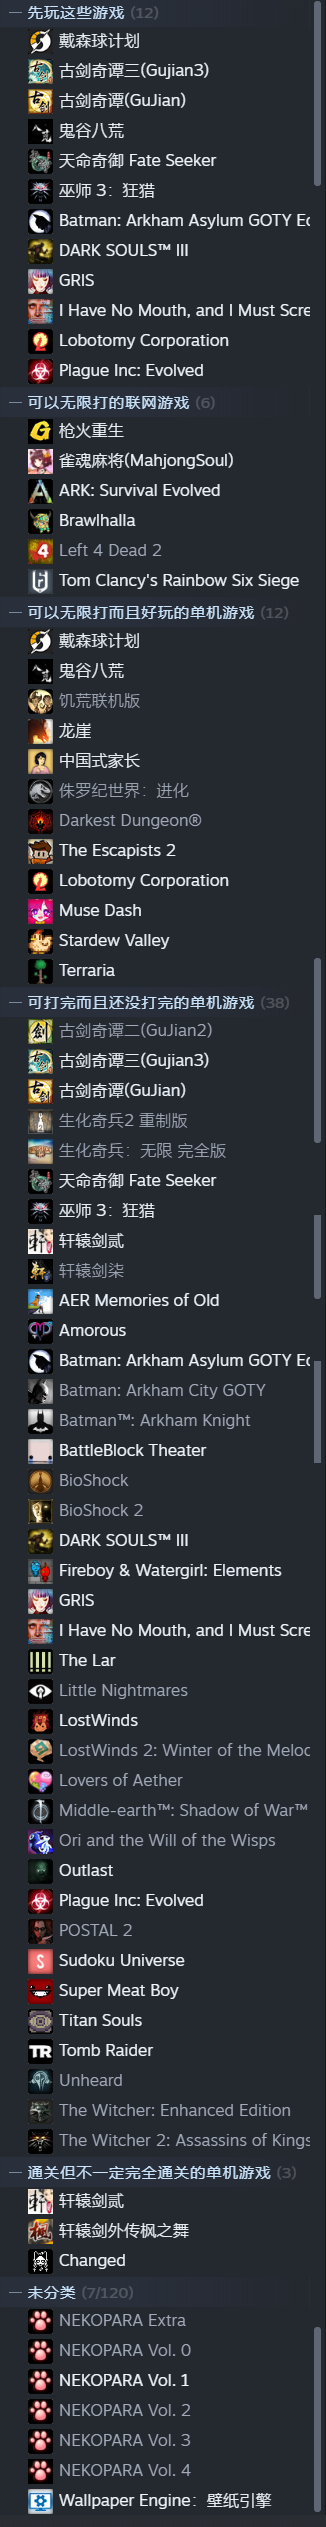 — 先玩这些游戏 (12)
戴森球计划
古剑奇谭三(Gujian3)
古剑奇谭(GuJian)
鬼谷八荒
天命奇御 Fate Seeker
巫师 3：狂猎
Batman: Arkham Asylum GOTY Ec
DARK SOULS™ III
GRIS
I Have No Mouth, and I Must Scre
Lobotomy Corporation
Plague Inc: Evolved
— 可以无限打的联网游戏 (6)
枪火重生
雀魂麻将(MahjongSoul)
ARK: Survival Evolved
Brawlhalla
Left 4 Dead 2
Tom Clancy's Rainbow Six Siege
— 可以无限打而且好玩的单机游戏 (12)
戴森球计划
鬼谷八荒
饥荒联机版
龙崖
中国式家长
侏罗纪世界：进化
Darkest Dungeon®
The Escapists 2
Lobotomy Corporation
Muse Dash
Stardew Valley
Terraria
— 可打完而且还没打完的单机游戏 (38)
古剑奇谭二(GuJian2)
古剑奇谭三(Gujian3)
古剑奇谭(GuJian)
生化奇兵2 重制版
生化奇兵：无限 完全版
天命奇御 Fate Seeker
巫师 3：狂猎
轩辕剑贰
轩辕剑柒
AER Memories of Old
Amorous
Batman: Arkham Asylum GOTY Ec
Batman: Arkham City GOTY
Batman™: Arkham Knight
BattleBlock Theater
BioShock
BioShock 2
DARK SOULS™ III
Fireboy & Watergirl: Elements
GRIS
I Have No Mouth, and I Must Scre
The Lar
Little Nightmares
LostWinds
LostWinds 2: Winter of the Meloc
Lovers of Aether
Middle-earth™: Shadow of War™
Ori and the Will of the Wisps
Outlast
Plague Inc: Evolved
POSTAL 2
Sudoku Universe
Super Meat Boy
Titan Souls
Tomb Raider
Unheard
The Witcher: Enhanced Edition
The Witcher 2: Assassins of Kings
— 通关但不一定完全通关的单机游戏 (3)
轩辕剑贰
轩辕剑外传枫之舞
Changed
— 未分类 (7/120)
NEKOPARA Extra
NEKOPARA Vol. 0
NEKOPARA Vol. 1
NEKOPARA Vol. 2
NEKOPARA Vol. 3
NEKOPARA Vol. 4
Wallpaper Engine：壁纸引擎